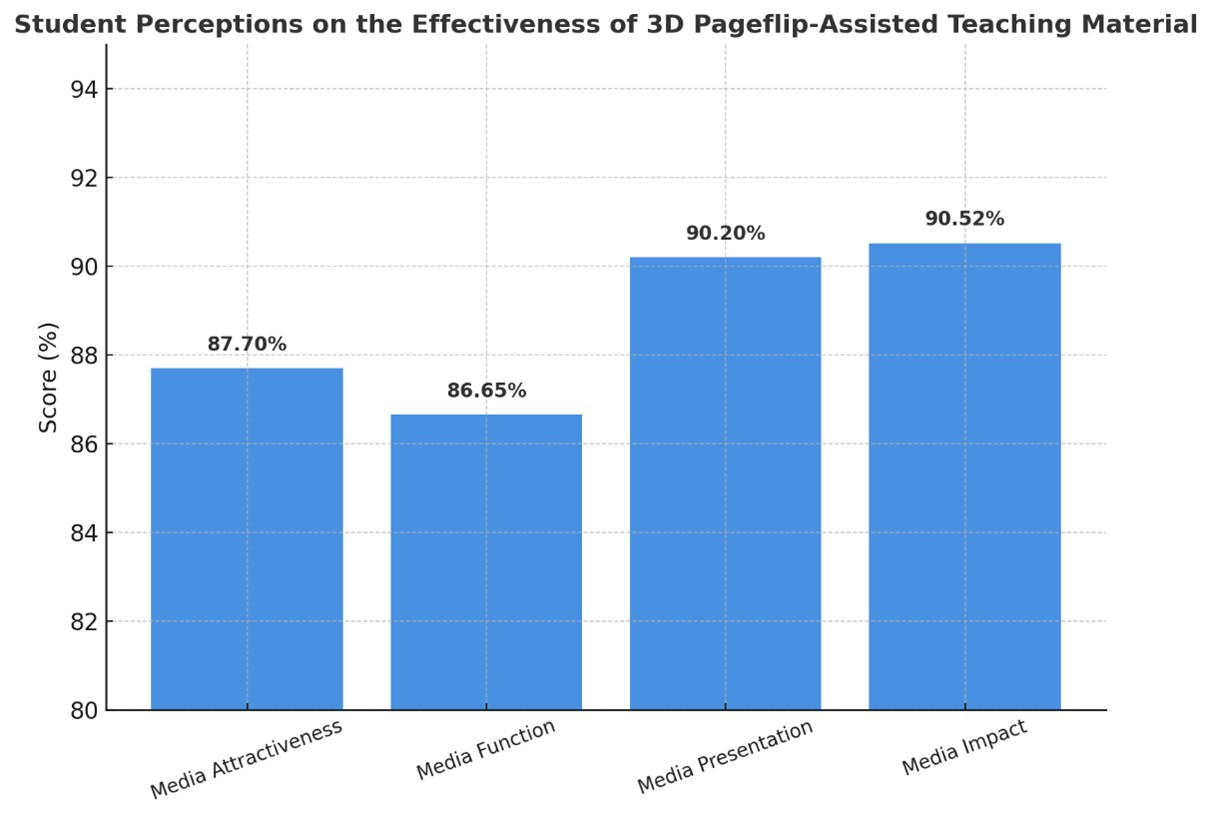 Student Perceptions on the Effectiveness of 3D Pageflip-Assisted Teaching Material
94
92
90
88
86
84
82
80
Score (%)
87.70%
86.65%
90.20%
90.52%
Media Attractiveness
Media Function
Media Presentation
Media Impact